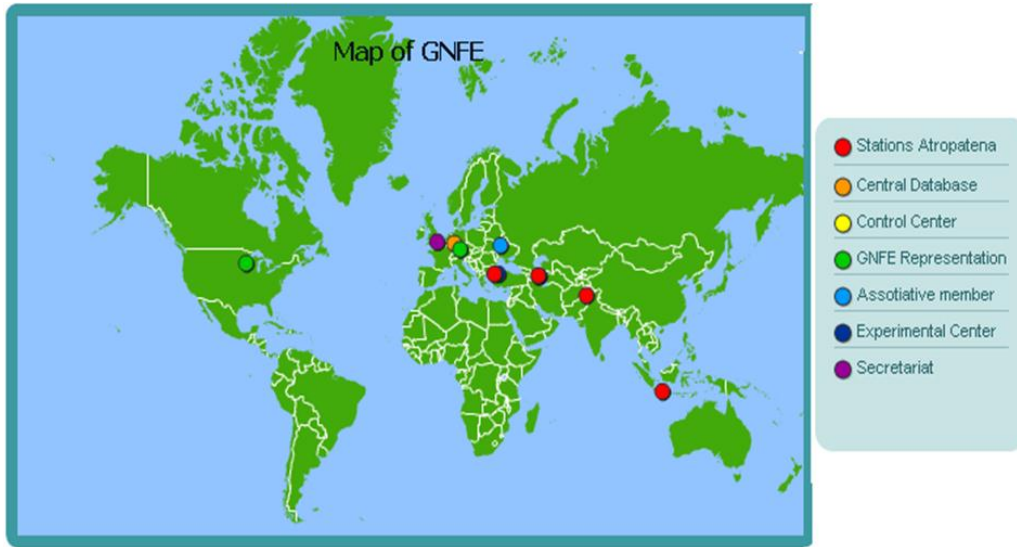 Map of GNFE
Stations Atropatena
Central Database
Control Center
GNFE Representation
Assotiative member
Experimental Center
Secretariat